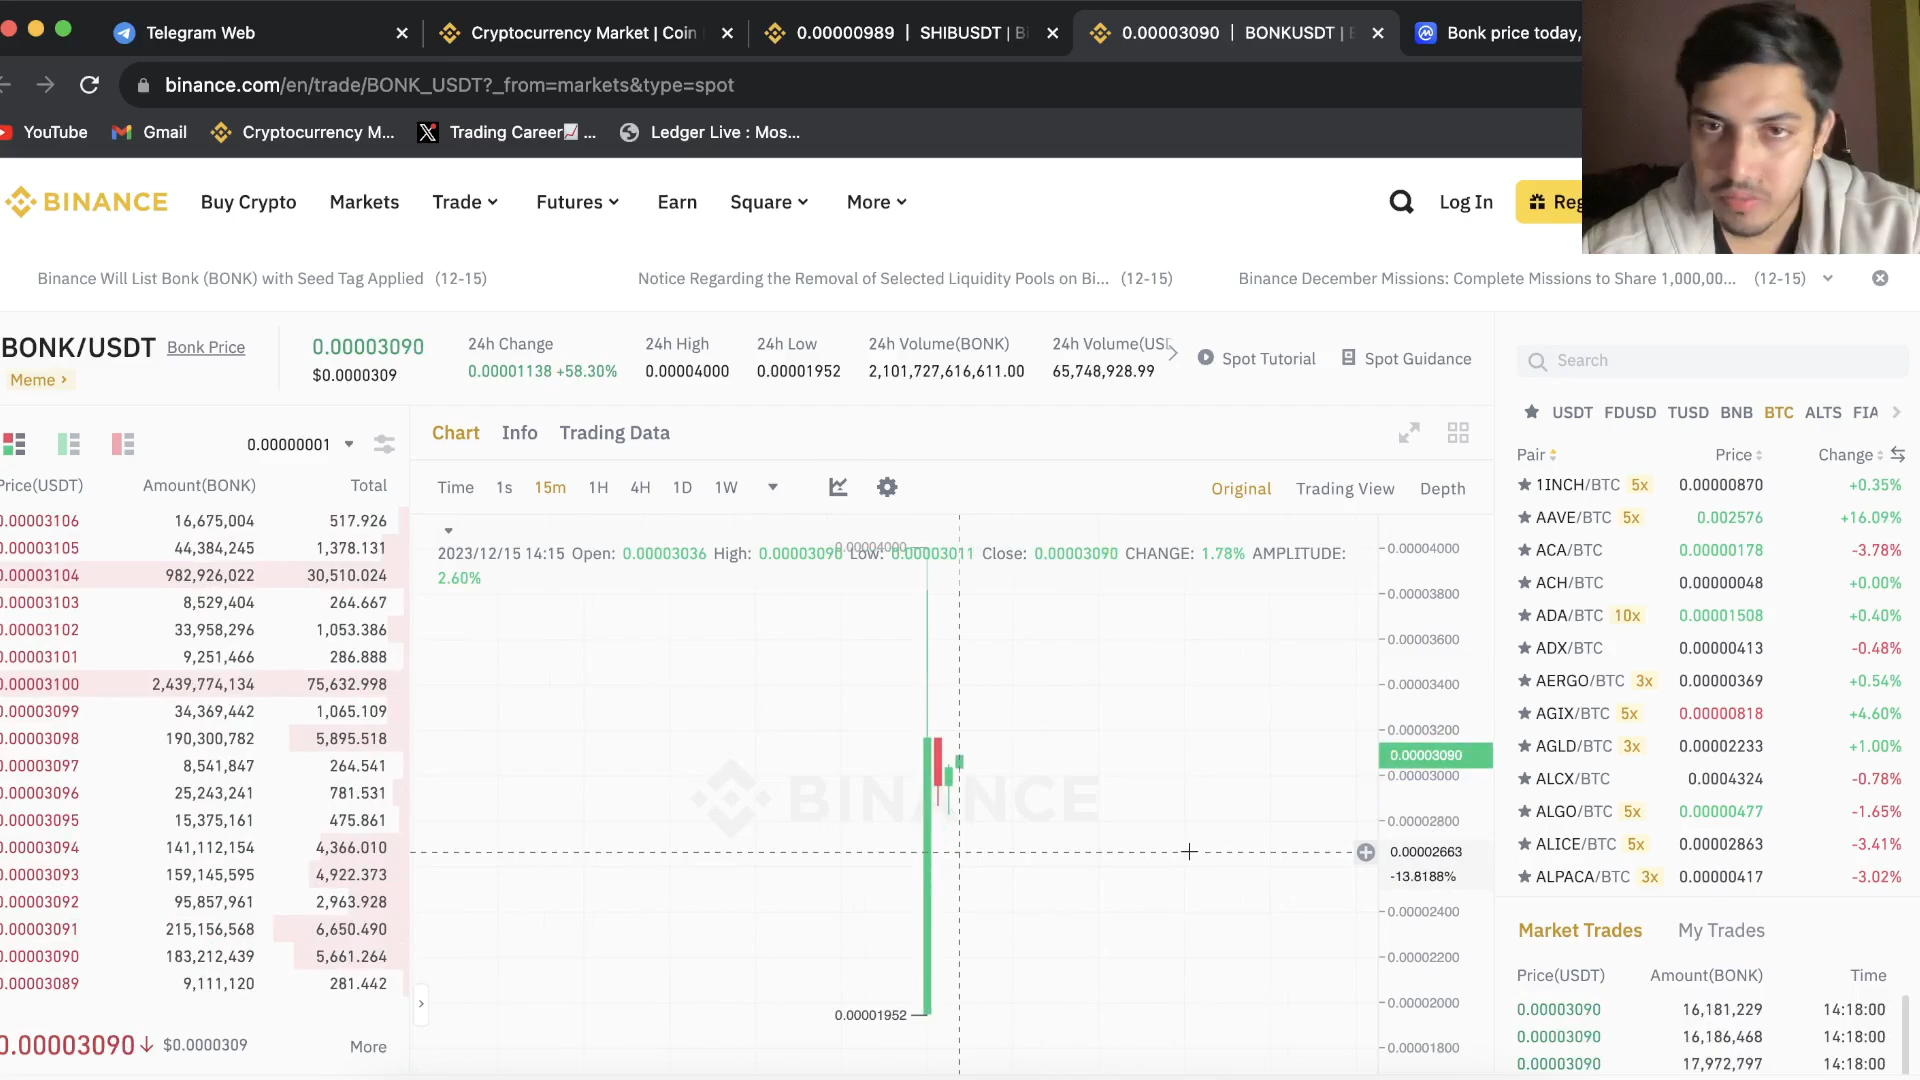 Telegram Web
Cryptocurrency Market | Coin
0.00000989 | SHIBUSDT | Bi
0.00003090 | BONKUSDT | B
Bonk price today,
binance.com/en/trade/BONK_USDT?_from=markets&type=spot
YouTube
Gmail
Cryptocurrency M...
Trading Career📈 ...
Ledger Live : Mos...
BINANCE
Buy Crypto
Markets
Trade
Futures
Earn
Square
More
Log In
Reg
Binance Will List Bonk (BONK) with Seed Tag Applied (12-15)
Notice Regarding the Removal of Selected Liquidity Pools on Bi... (12-15)
Binance December Missions: Complete Missions to Share 1,000,00... (12-15)
BONK/USDT
Bonk Price
Meme
0.00003090
$0.0000309
24h Change
0.00001138 +58.30%
24h High
0.00004000
24h Low
0.00001952
24h Volume(BONK)
2,101,727,616,611.00
24h Volume(USD
65,748,928.99
Spot Tutorial
Spot Guidance
0.00000001
Price(USDT) Amount(BONK) Total
0.00003106 16,675,004 517.926
0.00003105 44,384,245 1,378.131
0.00003104 982,926,022 30,510.024
0.00003103 8,529,404 264.667
0.00003102 33,958,296 1,053.386
0.00003101 9,251,466 286.888
0.00003100 2,439,774,134 75,632.998
0.00003099 34,369,442 1,065.109
0.00003098 190,300,782 5,895.518
0.00003097 8,541,847 264.541
0.00003096 25,243,241 781.531
0.00003095 15,375,161 475.861
0.00003094 141,112,154 4,366.010
0.00003093 159,145,595 4,922.373
0.00003092 95,857,961 2,963.928
0.00003091 215,156,568 6,650.490
0.00003090 183,212,439 5,661.264
0.00003089 9,111,120 281.442
0.00003090 $0.0000309 More
Chart Info Trading Data
Time 1s 15m 1H 4H 1D 1W
Original Trading View Depth
2023/12/15 14:15 Open: 0.00003036 High: 0.00003090 Low: 0.00003011 Close: 0.00003090 CHANGE: 1.78% AMPLITUDE:
2.60%
0.00004000
BINANCE
0.00001952
0.00004000
0.00003800
0.00003600
0.00003400
0.00003200
0.00003090
0.00003000
0.00002800
0.00002663
-13.8188%
0.00002400
0.00002200
0.00002000
0.00001800
Search
USDT FDUSD TUSD BNB BTC ALTS FIA
Pair Price Change
1INCH/BTC 5x 0.00000870 +0.35%
AAVE/BTC 5x 0.002576 +16.09%
ACA/BTC 0.00000178 -3.78%
ACH/BTC 0.00000048 +0.00%
ADA/BTC 10x 0.00001508 +0.40%
ADX/BTC 0.00000413 -0.48%
AERGO/BTC 3x 0.00000369 +0.54%
AGIX/BTC 5x 0.00000818 +4.60%
AGLD/BTC 3x 0.00002233 +1.00%
ALCX/BTC 0.0004324 -0.78%
ALGO/BTC 5x 0.00000477 -1.65%
ALICE/BTC 5x 0.00002863 -3.41%
ALPACA/BTC 3x 0.00000417 -3.02%
Market Trades My Trades
Price(USDT) Amount(BONK) Time
0.00003090 16,181,229 14:18:00
0.00003090 16,186,468 14:18:00
0.00003090 17,972,797 14:18:00